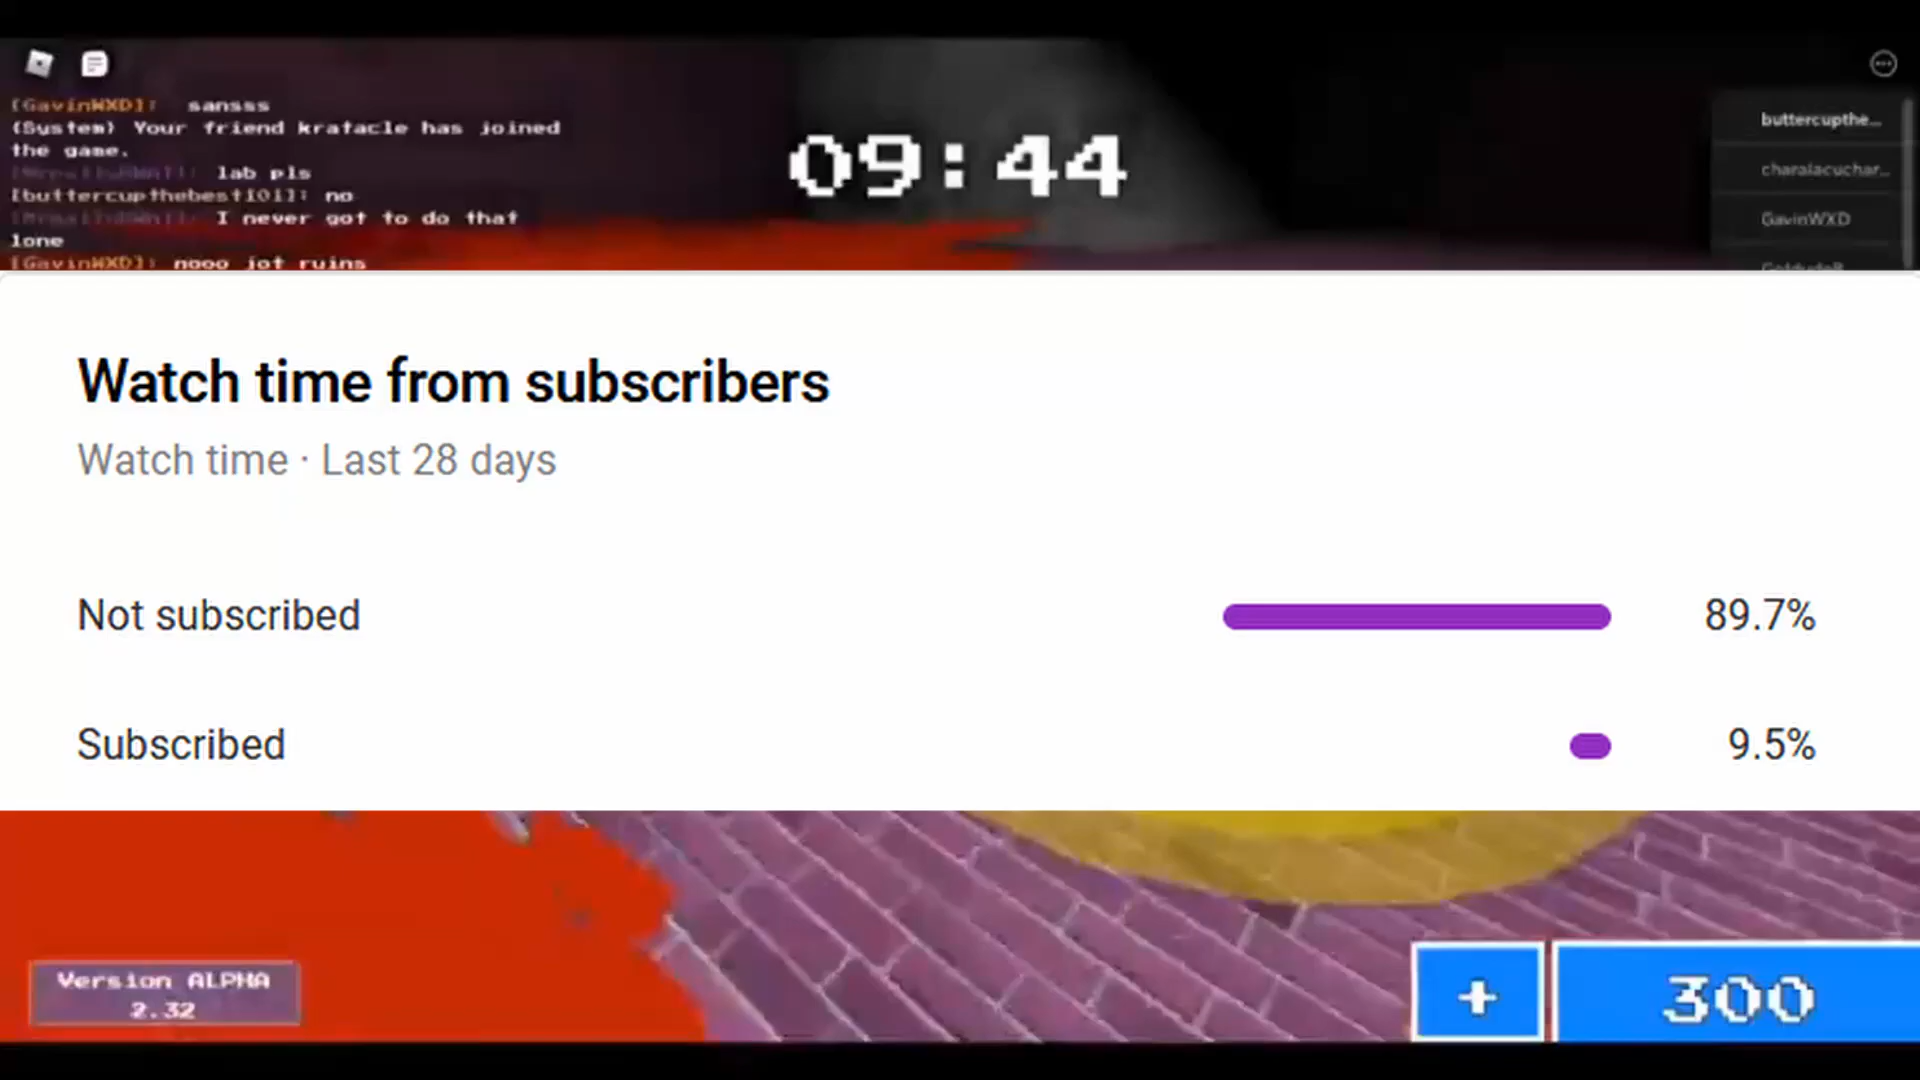 [GavinWXD]: sansss
(System) Your friend kratacle has joined
the game.
lab pls
[buttercupthebest101]: no
I never got to do that
lone
[GavinWXD]: nooo jot ruins
09:44
buttercupthe...
charalacuchar...
GavinWXD
Watch time from subscribers
Watch time · Last 28 days
Not subscribed 89.7%
Subscribed 9.5%
Version ALPHA
2.32
+ 300